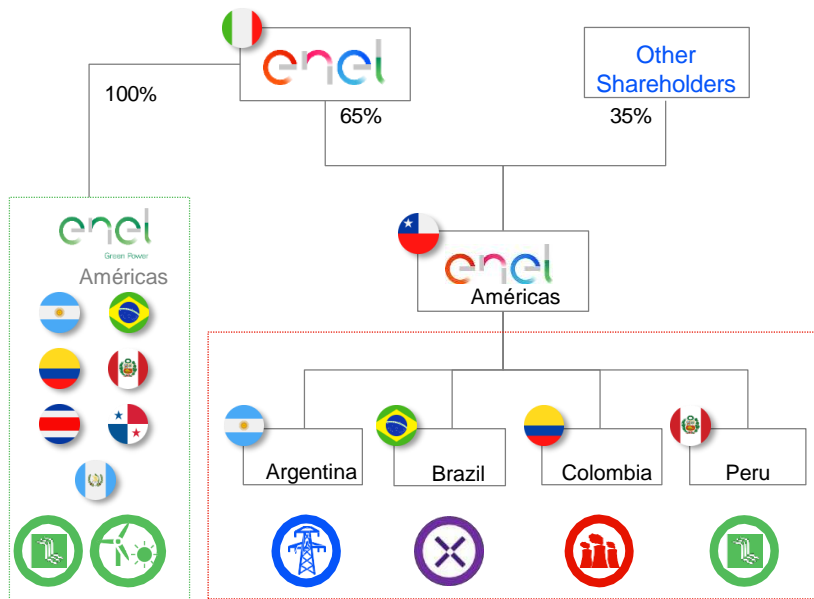 enel
Other
Shareholders
100%
65%
35%
enel
Green Power
Américas
enel
Américas
Argentina
Brazil
Colombia
Peru